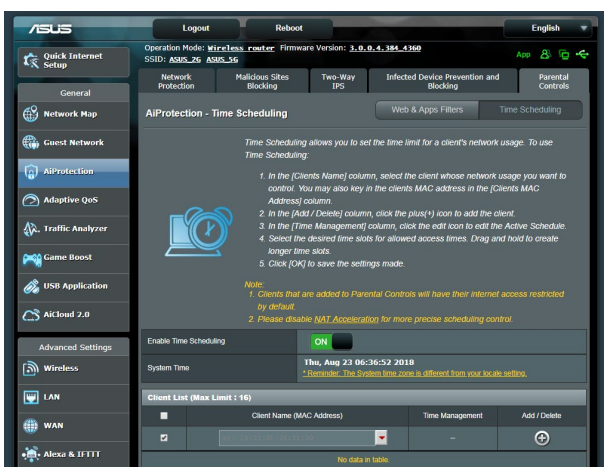 ASUS
Logout
Reboot
English
Operation Mode: Wireless router Firmware Version: 3.0.0.4.384_4360
SSID: ASUS_2G ASUS_5G
App
Quick Internet
Setup
General
Network Map
Guest Network
AiProtection
Adaptive QoS
Traffic Analyzer
Game Boost
USB Application
AiCloud 2.0
Advanced Settings
Wireless
LAN
WAN
Alexa & IFTTT
Network
Protection
Malicious Sites
Blocking
Two-Way
IPS
Infected Device Prevention and
Blocking
Parental
Controls
AiProtection - Time Scheduling
Web & Apps Filters
Time Scheduling
Time Scheduling allows you to set the time limit for a client's network usage. To use
Time Scheduling:
1. In the [Clients Name] column, select the client whose network usage you want to
control. You may also key in the clients MAC address in the [Clients MAC
Address]
column.
2. In the [Add / Delete] column, click the plus(+) icon to add the client.
3. In the [Time Management] column, click the edit icon to edit the Active Schedule.
4. Select the desired time slots for allowed access times. Drag and hold to create
longer time slots.
5. Click [OK] to save the settings made.
Note:
1. Clients that are added to Parental Controls will have their internet access restricted
by default.
2. Please disable NAT Acceleration for more precise scheduling control.
Enable Time Scheduling
ON
System Time
Thu, Aug 23 06:36:52 2018
* Reminder: The System time zone is different from your locale setting.
Client List (Max Limit : 16)
Client Name (MAC Address)
Time Management
Add / Delete
–
No data in table.